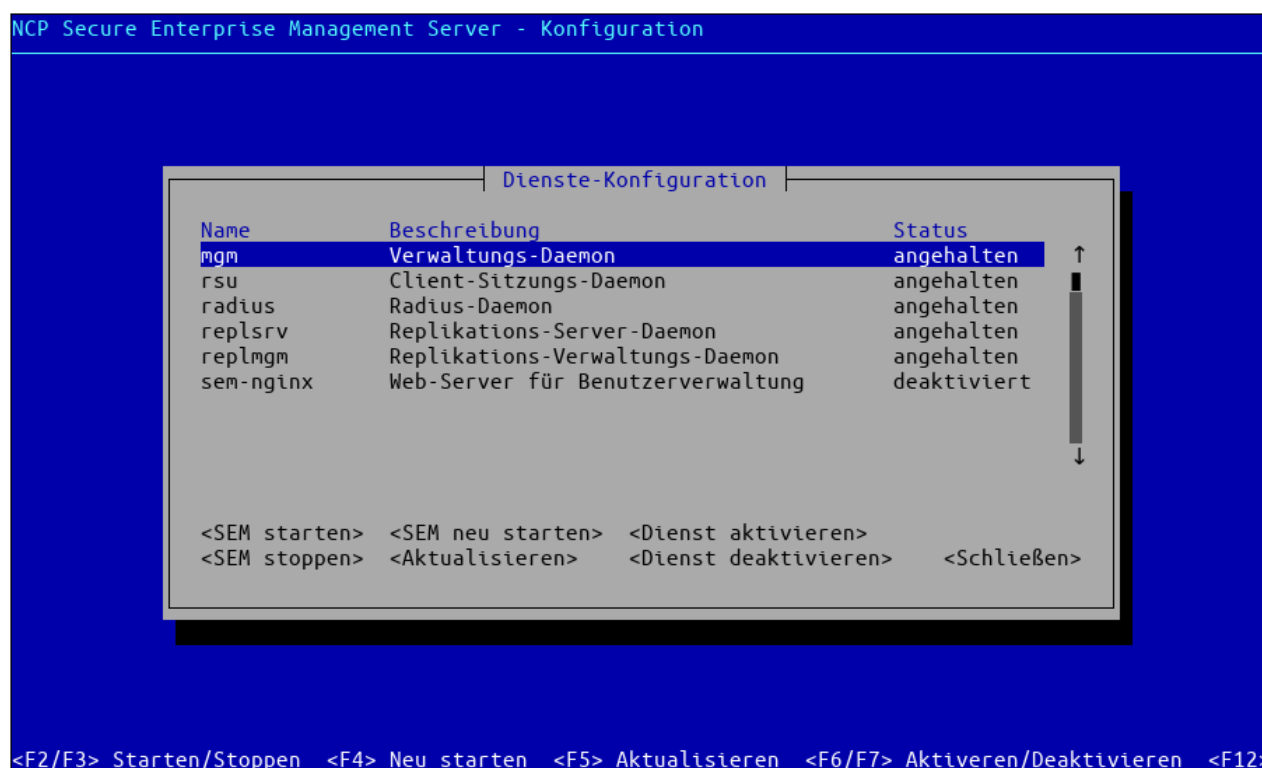 NCP Secure Enterprise Management Server - Konfiguration
Dienste-Konfiguration
Name Beschreibung Status
mgm Verwaltungs-Daemon angehalten ↑
rsu Client-Sitzungs-Daemon angehalten
radius Radius-Daemon angehalten
replsrv Replikations-Server-Daemon angehalten
replmgm Replikations-Verwaltungs-Daemon angehalten
sem-nginx Web-Server für Benutzerverwaltung deaktiviert
↓
<SEM starten> <SEM neu starten> <Dienst aktivieren>
<SEM stoppen> <Aktualisieren> <Dienst deaktivieren> <Schließen>
<F2/F3> Starten/Stoppen <F4> Neu starten <F5> Aktualisieren <F6/F7> Aktiveren/Deaktivieren <F12>